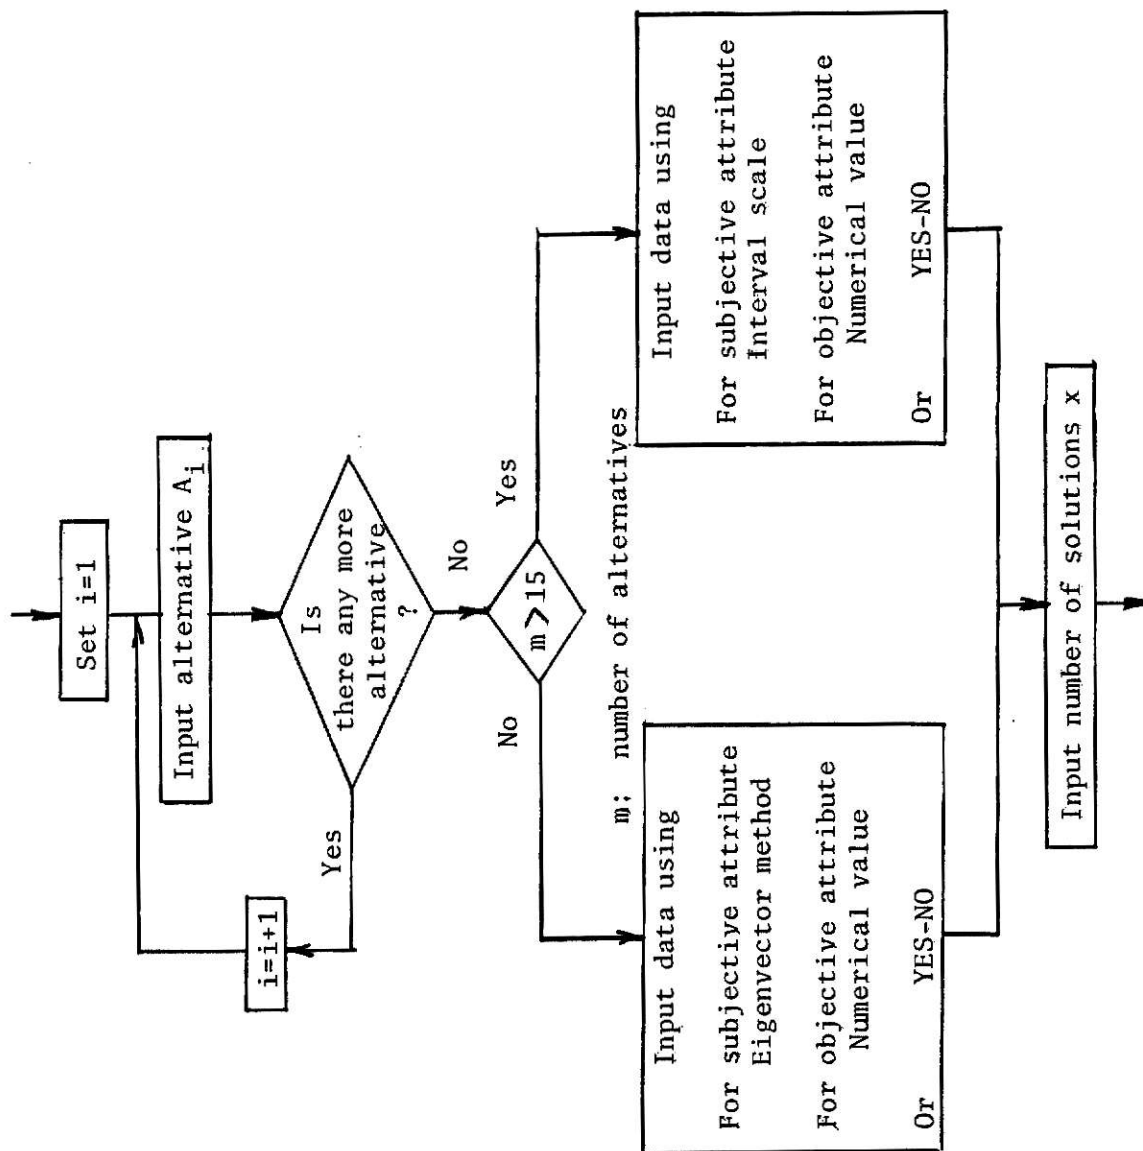 Set i=1
Input alternative A_i
Is
there any more
alternative
?
Yes
i=i+1
No
m > 15
No
Yes
m: number of alternatives
Input data using
For subjective attribute
Eigenvector method
For objective attribute
Numerical value
Or YES-NO
Input data using
For subjective attribute
Interval scale
For objective attribute
Numerical value
Or YES-NO
Input number of solutions x